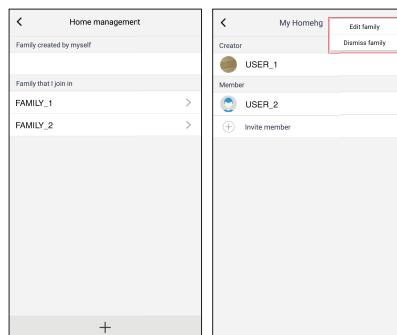 Home management
Family created by myself
Family that I join in
FAMILY_1
FAMILY_2
My Homehg
Edit family
Dismiss family
Creator
USER_1
Member
USER_2
Invite member